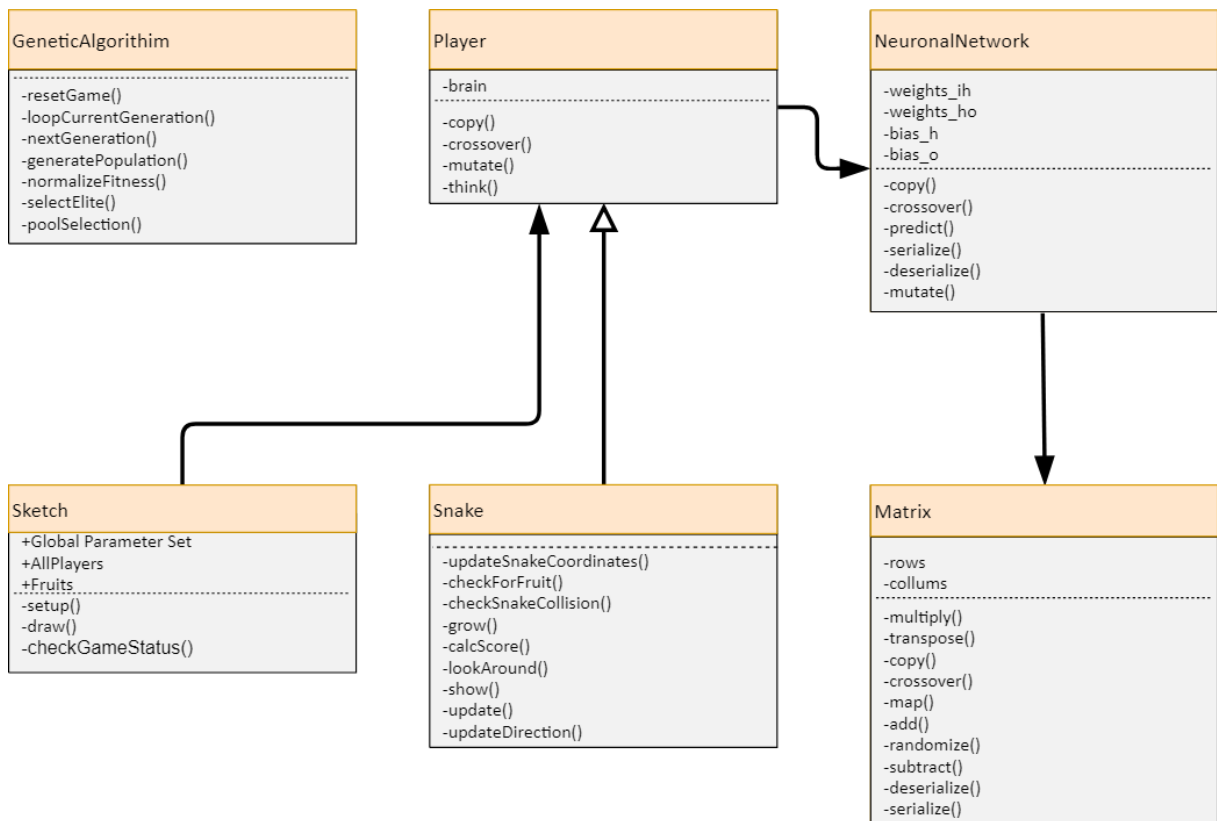 GeneticAlgorithim
-resetGame()
-loopCurrentGeneration()
-nextGeneration()
-generatePopulation()
-normalizeFitness()
-selectElite()
-poolSelection()
Player
-brain
-copy()
-crossover()
-mutate()
-think()
NeuronalNetwork
-weights_ih
-weights_ho
-bias_h
-bias_o
-copy()
-crossover()
-predict()
-serialize()
-deserialize()
-mutate()
Sketch
+Global Parameter Set
+AllPlayers
+Fruits
-setup()
-draw()
-checkGameStatus()
Snake
-updateSnakeCoordinates()
-checkForFruit()
-checkSnakeCollision()
-grow()
-calcScore()
-lookAround()
-show()
-update()
-updateDirection()
Matrix
-rows
-collums
-multiply()
-transpose()
-copy()
-crossover()
-map()
-add()
-randomize()
-subtract()
-deserialize()
-serialize()